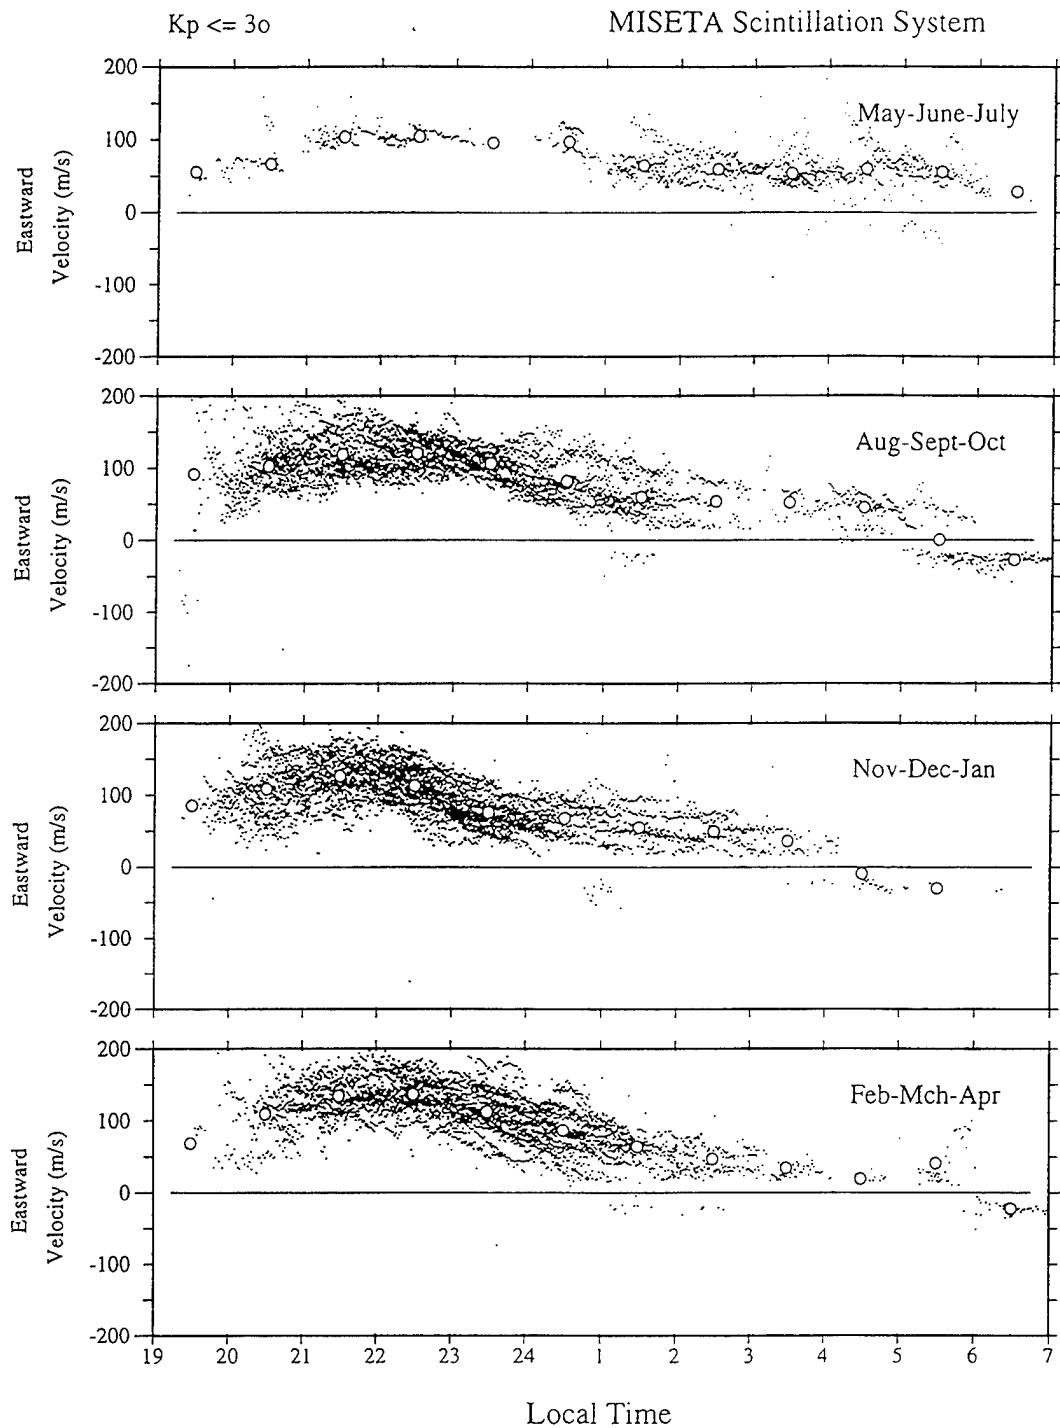 Kp <= 3o
MISETA Scintillation System
200
100
0
-100
-200
Eastward
Velocity (m/s)
May-June-July
200
100
0
-100
-200
Eastward
Velocity (m/s)
Aug-Sept-Oct
200
100
0
-100
-200
Eastward
Velocity (m/s)
Nov-Dec-Jan
200
100
0
-100
-200
Eastward
Velocity (m/s)
Feb-Mch-Apr
19 20 21 22 23 24 1 2 3 4 5 6 7
Local Time